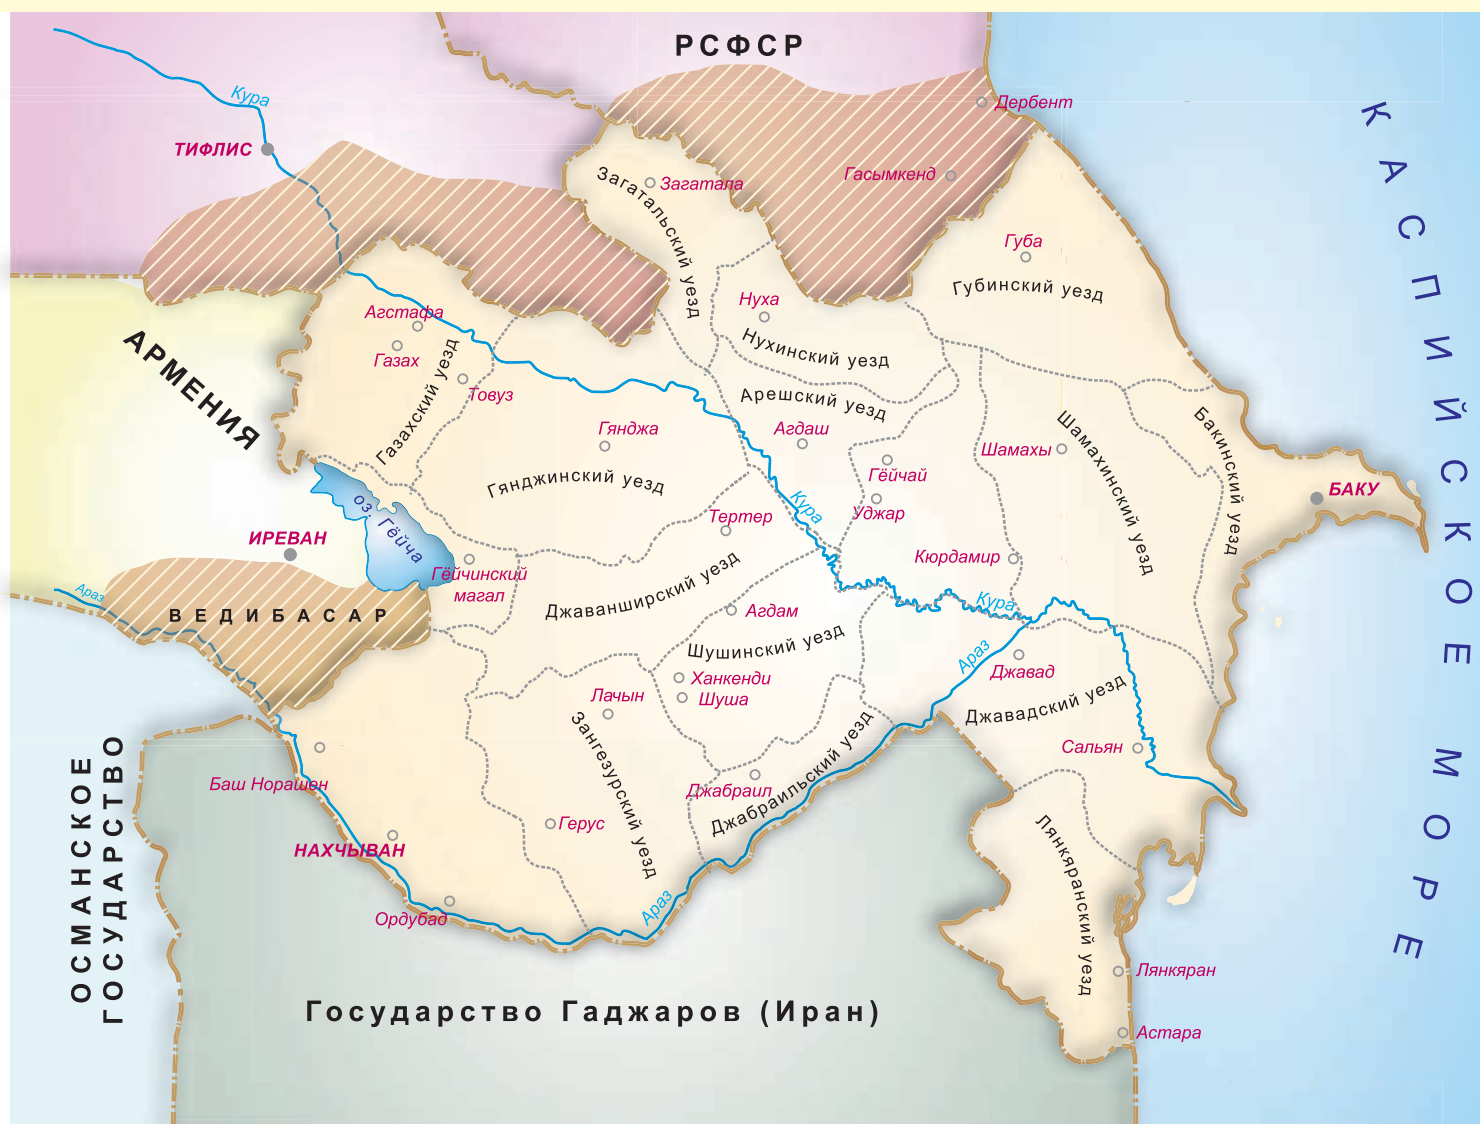 РСФСР
Кура
ТИФЛИС
Дербент
Гасымкенд
Загатала
Загатальский уезд
Губа
Губинский уезд
Агстафа
Газах
Газахский уезд
Товуз
Нуха
Нухинский уезд
Арешский уезд
Агдаш
Гёйчай
Уджар
Шамахы
Шамахинский уезд
Бакинский уезд
БАКУ
АРМЕНИЯ
Гянджа
Гянджинский уезд
оз. Гёйча
ИРЕВАН
Кура
Тертер
Кюрдамир
Гёйчинский
магал
Араз
ВЕДИБАСАР
Джаванширский уезд
Агдам
Кура
Шушинский уезд
Ханкенди
Шуша
Лачын
Зангезурский уезд
Араз
Джавад
Джавадский уезд
Сальян
Баш Норашен
Джабраил
Джабраильский уезд
Герус
НАХЧЫВАН
Ордубад
Араз
Лянкяранский уезд
Лянкяран
Астара
ОСМАНСКОЕ
ГОСУДАРСТВО
Государство Гаджаров (Иран)
КАСПИЙСКОЕ МОРЕ